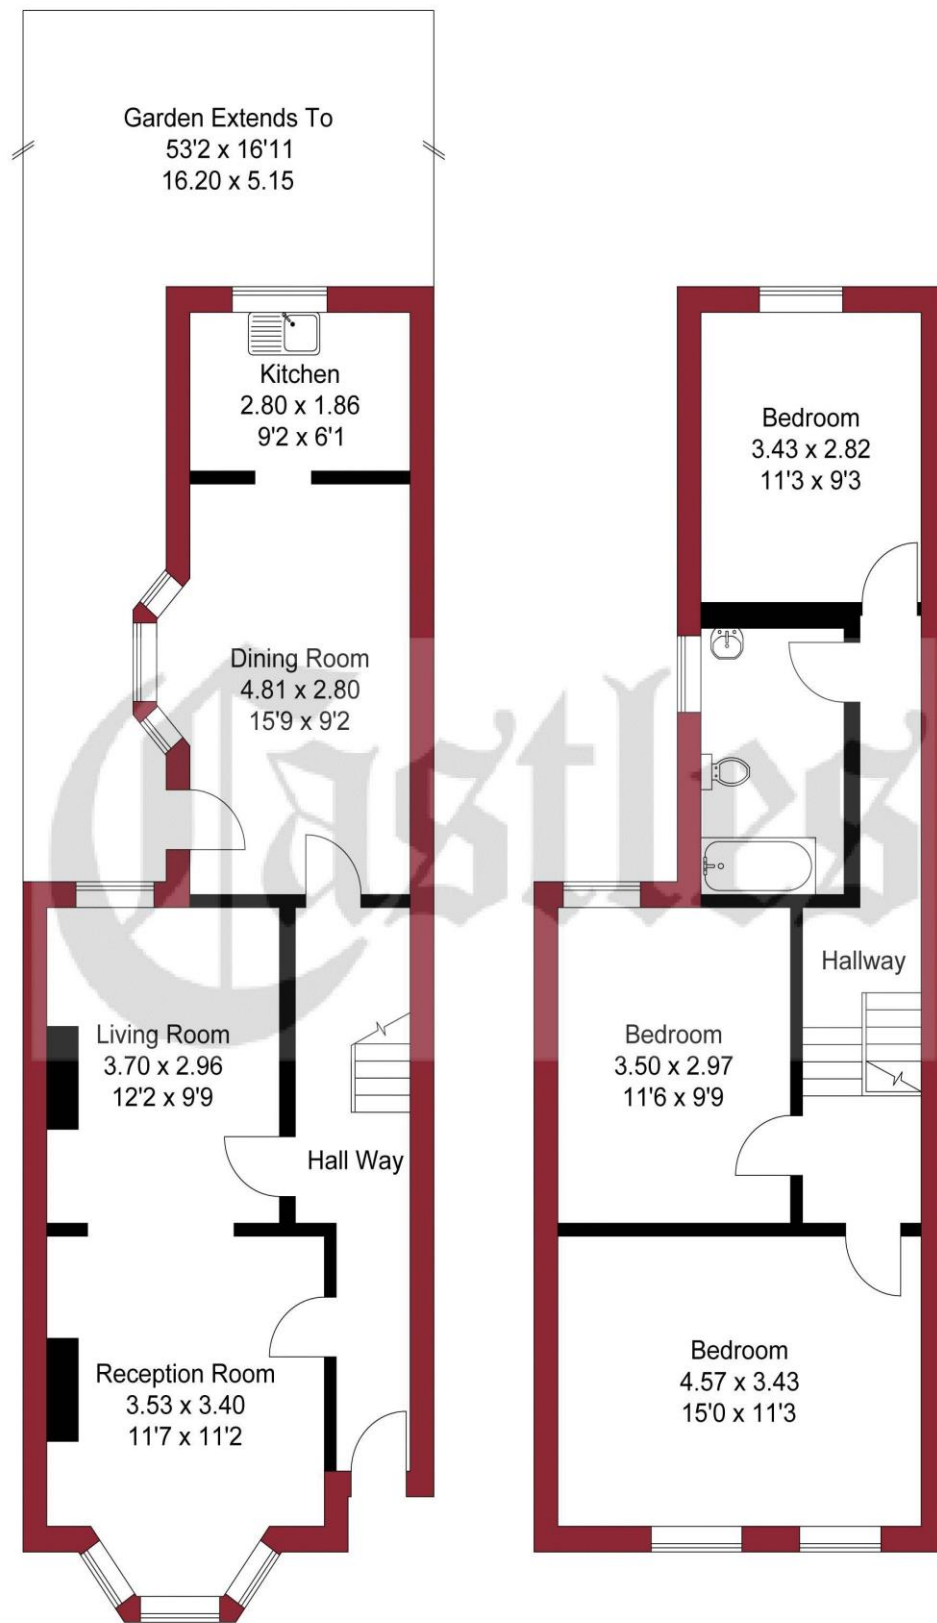 Garden Extends To
53'2 x 16'11
16.20 x 5.15
Kitchen
2.80 x 1.86
9'2 x 6'1
Dining Room
4.81 x 2.80
15'9 x 9'2
Living Room
3.70 x 2.96
12'2 x 9'9
Hall Way
Reception Room
3.53 x 3.40
11'7 x 11'2
Bedroom
3.43 x 2.82
11'3 x 9'3
Hallway
Bedroom
3.50 x 2.97
11'6 x 9'9
Bedroom
4.57 x 3.43
15'0 x 11'3
Castles